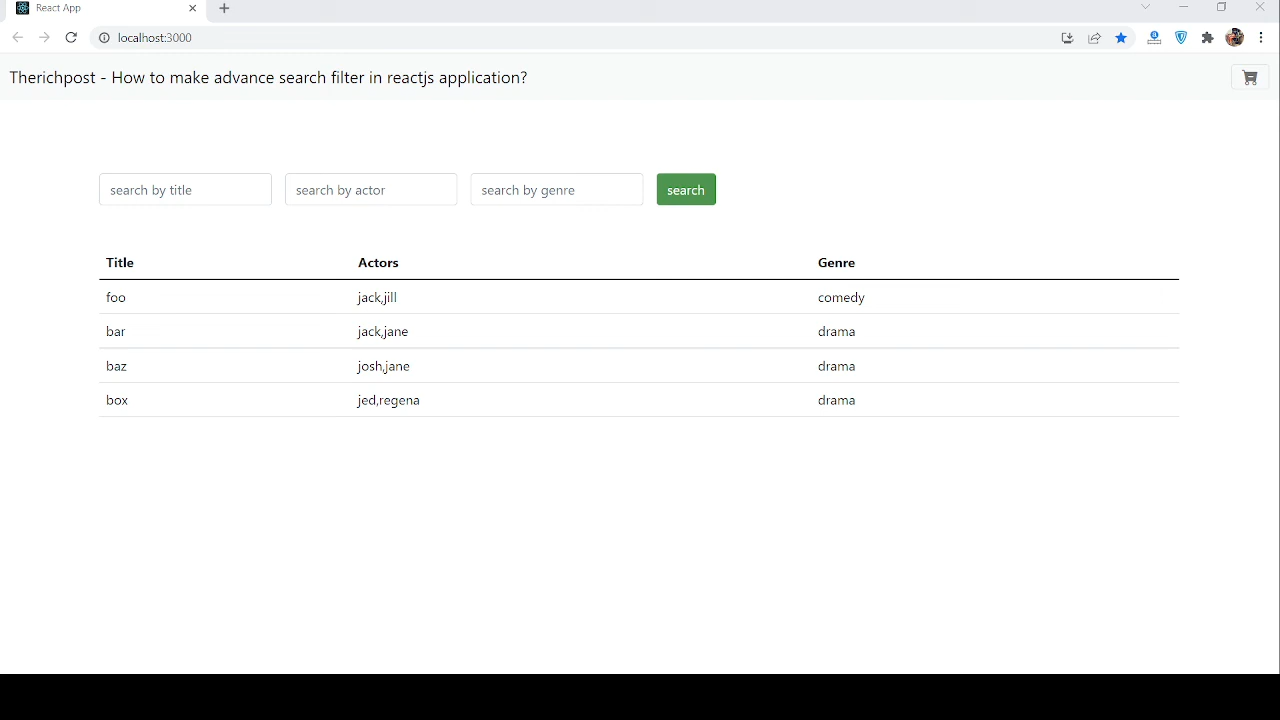 React App
localhost:3000
Therichpost - How to make advance search filter in reactjs application?
search by title search by actor search by genre search
Title Actors Genre
foo jack,jill comedy
bar jack,jane drama
baz josh,jane drama
box jed,regena drama